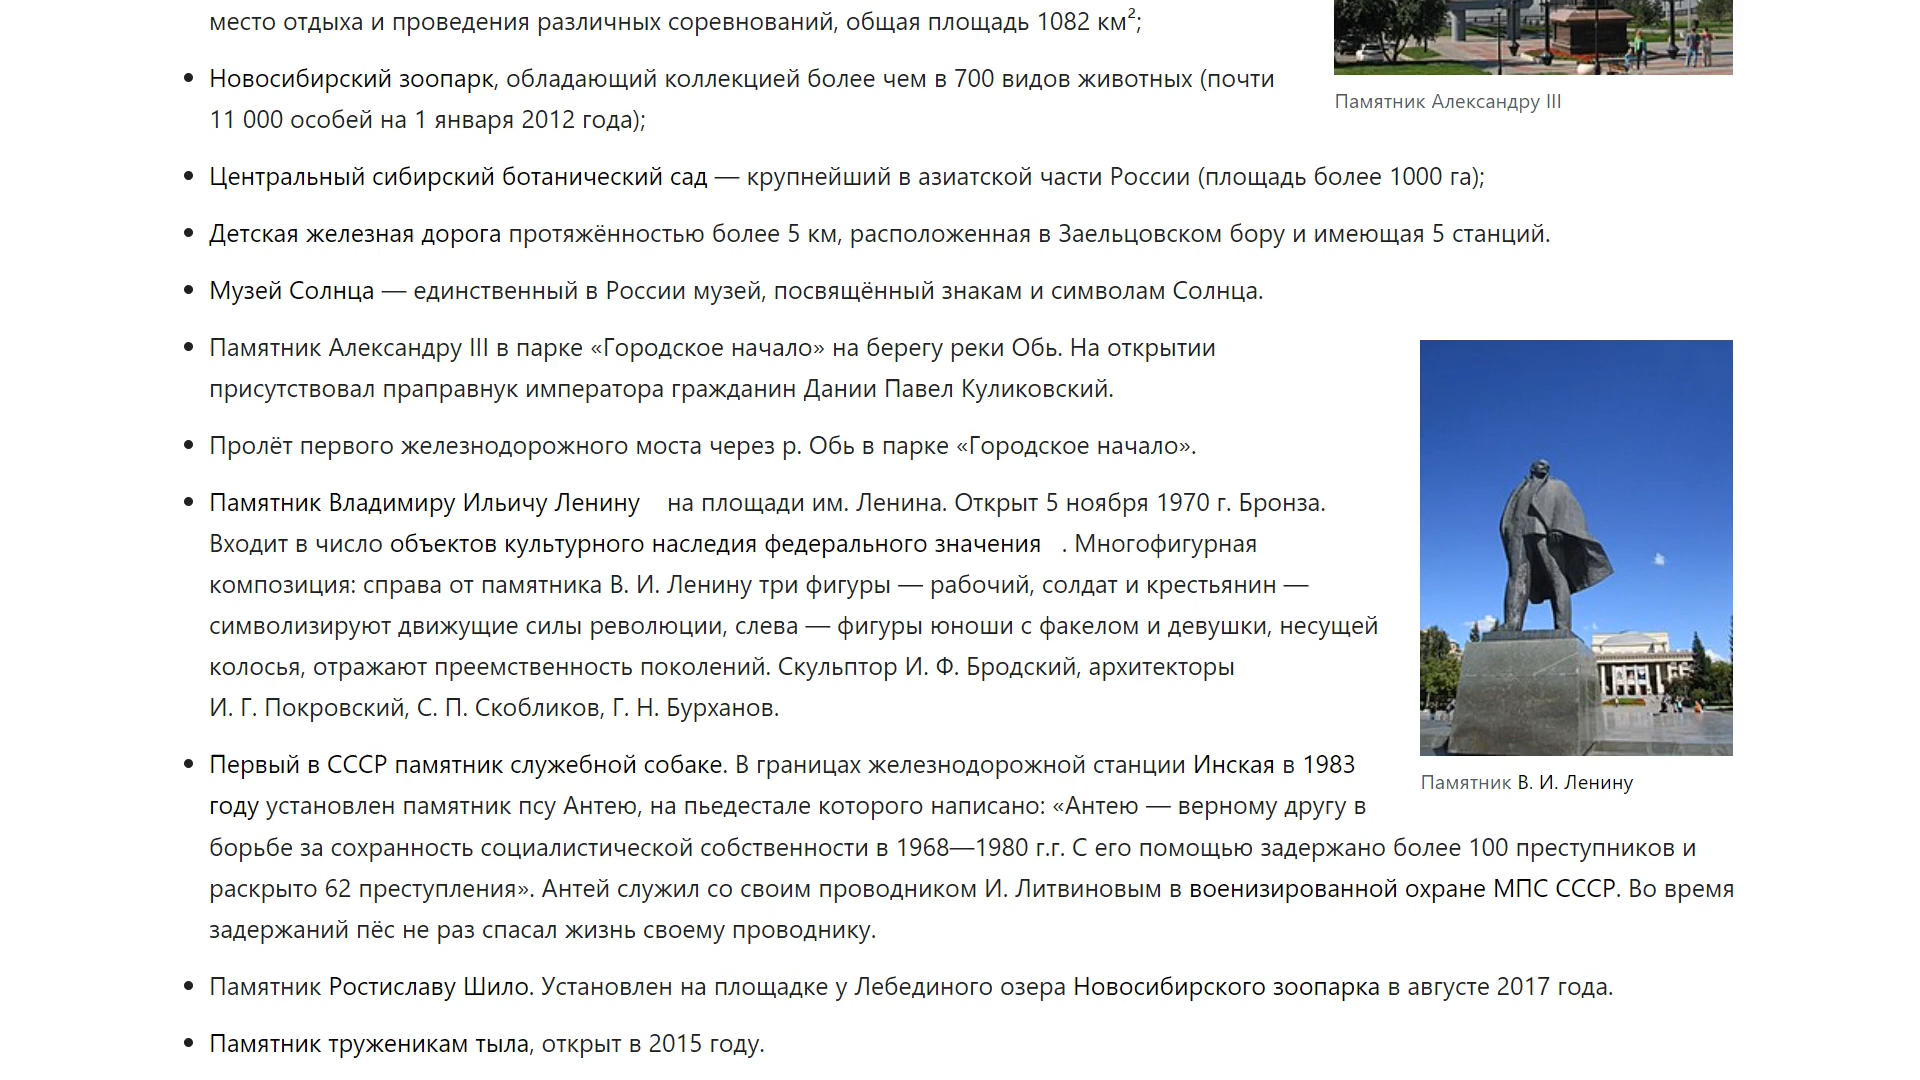 место отдыха и проведения различных соревнований, общая площадь 1082 км²;
Памятник Александру III
Новосибирский зоопарк, обладающий коллекцией более чем в 700 видов животных (почти
11 000 особей на 1 января 2012 года);
Центральный сибирский ботанический сад — крупнейший в азиатской части России (площадь более 1000 га);
Детская железная дорога протяжённостью более 5 км, расположенная в Заельцовском бору и имеющая 5 станций.
Музей Солнца — единственный в России музей, посвящённый знакам и символам Солнца.
Памятник Александру III в парке «Городское начало» на берегу реки Обь. На открытии
присутствовал праправнук императора гражданин Дании Павел Куликовский.
Пролёт первого железнодорожного моста через р. Обь в парке «Городское начало».
Памятник Владимиру Ильичу Ленину на площади им. Ленина. Открыт 5 ноября 1970 г. Бронза.
Входит в число объектов культурного наследия федерального значения . Многофигурная
композиция: справа от памятника В. И. Ленину три фигуры — рабочий, солдат и крестьянин —
символизируют движущие силы революции, слева — фигуры юноши с факелом и девушки, несущей
колосья, отражают преемственность поколений. Скульптор И. Ф. Бродский, архитекторы
И. Г. Покровский, С. П. Скобликов, Г. Н. Бурханов.
Памятник В. И. Ленину
Первый в СССР памятник служебной собаке. В границах железнодорожной станции Инская в 1983
году установлен памятник псу Антею, на пьедестале которого написано: «Антею — верному другу в
борьбе за сохранность социалистической собственности в 1968—1980 г.г. С его помощью задержано более 100 преступников и
раскрыто 62 преступления». Антей служил со своим проводником И. Литвиновым в военизированной охране МПС СССР. Во время
задержаний пёс не раз спасал жизнь своему проводнику.
Памятник Ростиславу Шило. Установлен на площадке у Лебединого озера Новосибирского зоопарка в августе 2017 года.
Памятник труженикам тыла, открыт в 2015 году.